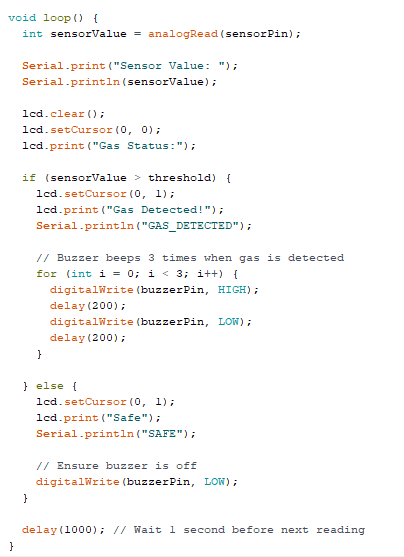 void loop() {
  int sensorValue = analogRead(sensorPin);

  Serial.print("Sensor Value: ");
  Serial.println(sensorValue);

  lcd.clear();
  lcd.setCursor(0, 0);
  lcd.print("Gas Status:");

  if (sensorValue > threshold) {
    lcd.setCursor(0, 1);
    lcd.print("Gas Detected!");
    Serial.println("GAS_DETECTED");

    // Buzzer beeps 3 times when gas is detected
    for (int i = 0; i < 3; i++) {
      digitalWrite(buzzerPin, HIGH);
      delay(200);
      digitalWrite(buzzerPin, LOW);
      delay(200);
    }

  } else {
    lcd.setCursor(0, 1);
    lcd.print("Safe");
    Serial.println("SAFE");

    // Ensure buzzer is off
    digitalWrite(buzzerPin, LOW);
  }

  delay(1000); // Wait 1 second before next reading
}